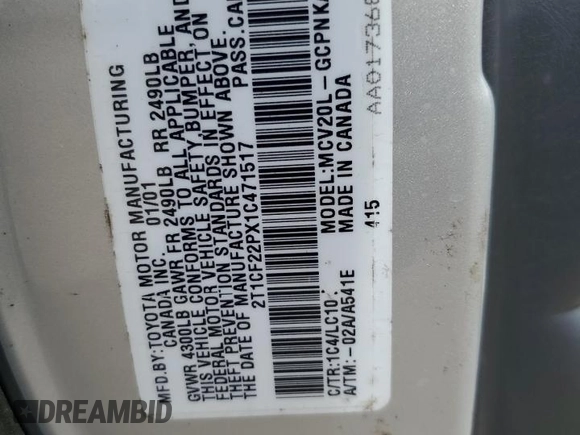 MFD.BY:TOYOTA MOTOR MANUFACTURING
CANADA INC. 01/01
GVWR 4300LB GAWR FR 2490LB RR 2490LB
THIS VEHICLE CONFORMS TO ALL APPLICABLE
FEDERAL MOTOR VEHICLE SAFETY, BUMPER, AND
THEFT PREVENTION STANDARDS IN EFFECT ON
THE DATE OF MANUFACTURE SHOWN ABOVE.
2T1CF22PX1C471517 PASS.CA
C/TR:1C4/LC10 MODEL:MCV20L-GCPNKA
A/TM:-02A/A541E MADE IN CANADA
415 AA017366
DREAMBID